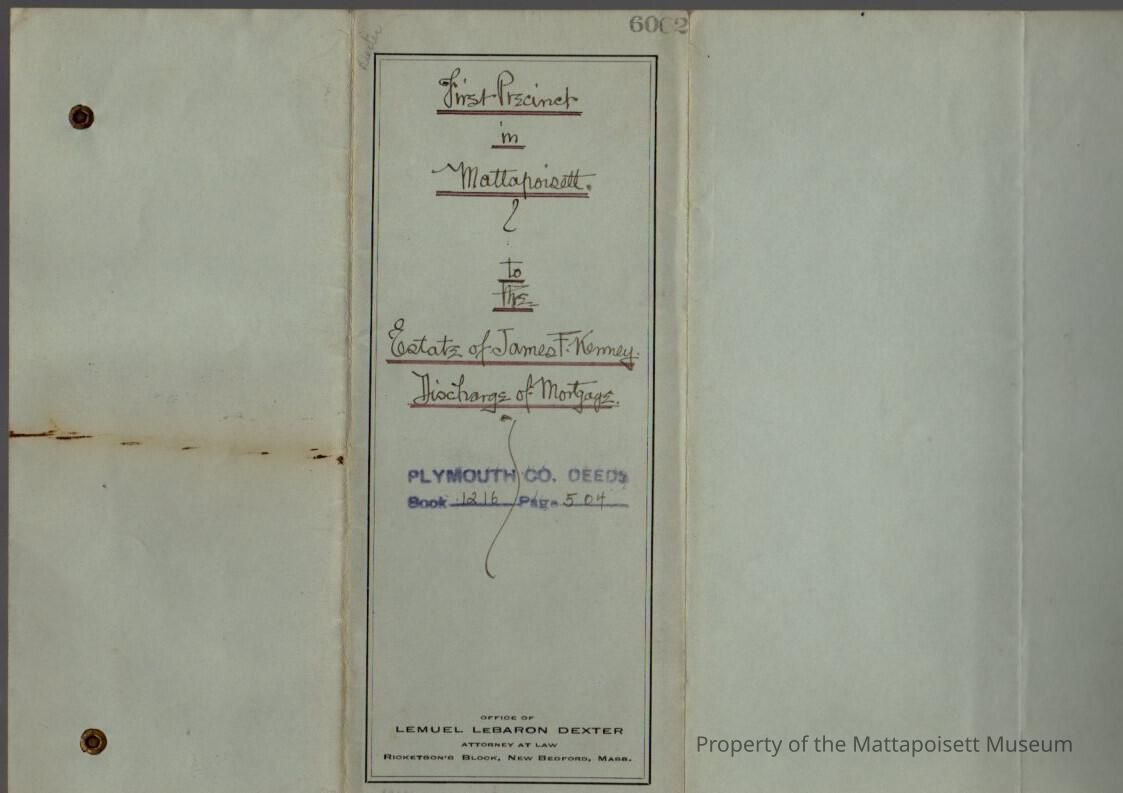 First Precinct
in
Mattapoisett.
to
the
Estate of James F. Kenney.
Discharge of Mortgage.
PLYMOUTH CO. DEEDS
Book 1216 Page 504
OFFICE OF
LEMUEL LEBARON DEXTER
ATTORNEY AT LAW
RICKETSON'S BLOCK, NEW BEDFORD, MASS.
Property of the Mattapoisett Museum